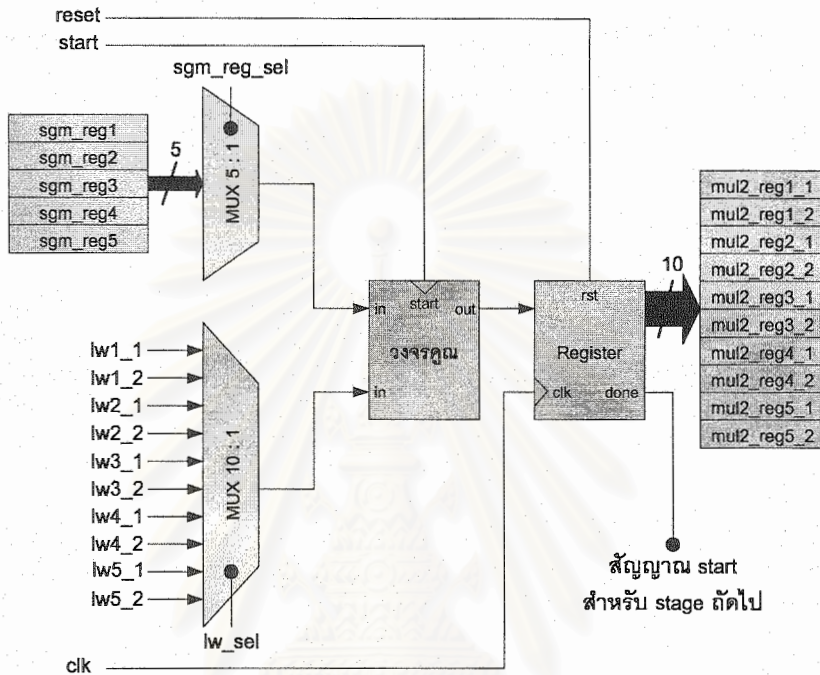 reset
start
sgm_reg_sel
sgm_reg1
sgm_reg2
sgm_reg3
sgm_reg4
sgm_reg5
5
MUX 5 : 1
lw1_1
lw1_2
lw2_1
lw2_2
lw3_1
lw3_2
lw4_1
lw4_2
lw5_1
lw5_2
MUX 10 : 1
lw_sel
clk
start
in
out
วงจรคูณ
in
rst
Register
clk
done
10
mul2_reg1_1
mul2_reg1_2
mul2_reg2_1
mul2_reg2_2
mul2_reg3_1
mul2_reg3_2
mul2_reg4_1
mul2_reg4_2
mul2_reg5_1
mul2_reg5_2
สัญญาณ start
สำหรับ stage ถัดไป